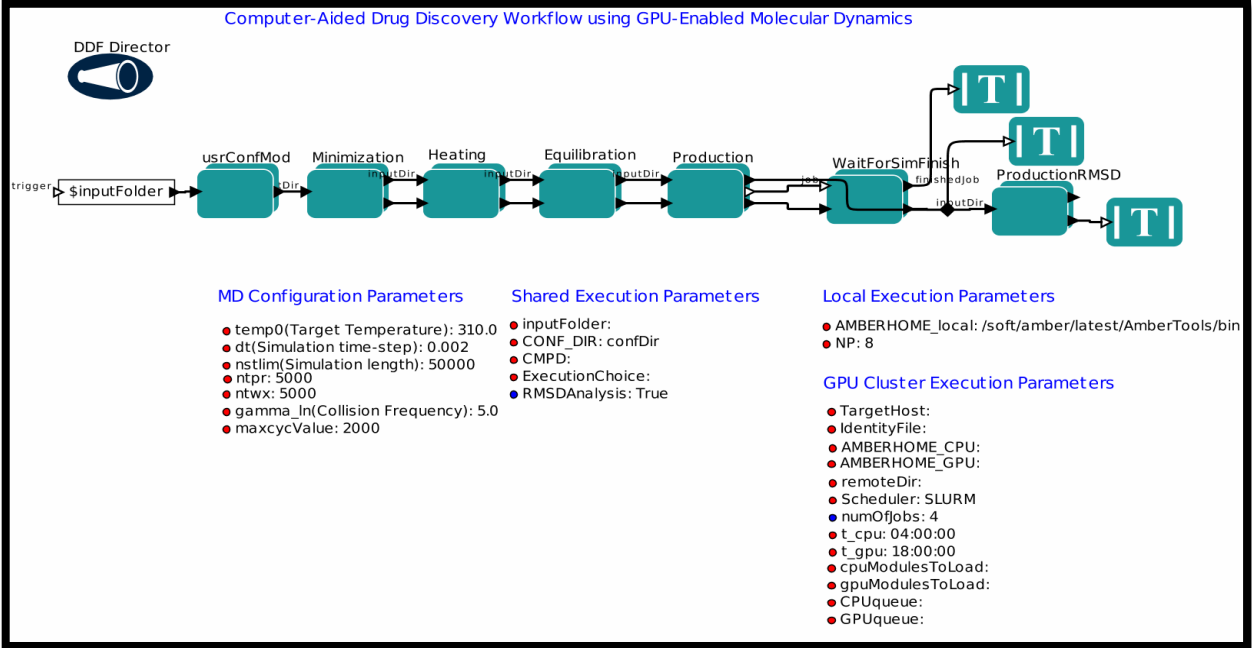 Computer-Aided Drug Discovery Workflow using GPU-Enabled Molecular Dynamics
DDF Director
T
T
usrConfMod
Minimization
Heating
Equilibration
Production
WaitForSimFinish
ProductionRMSD
trigger
$inputFolder
Dir
inputDir
inputDir
inputDir
job
finishedJob
inputDir
T
MD Configuration Parameters
temp0(Target Temperature): 310.0
dt(Simulation time-step): 0.002
nstlim(Simulation length): 50000
ntpr: 5000
ntwx: 5000
gamma_ln(Collision Frequency): 5.0
maxcycValue: 2000
Shared Execution Parameters
inputFolder:
CONF_DIR: confDir
CMPD:
ExecutionChoice:
RMSDAnalysis: True
Local Execution Parameters
AMBERHOME_local: /soft/amber/latest/AmberTools/bin
NP: 8
GPU Cluster Execution Parameters
TargetHost:
IdentityFile:
AMBERHOME_CPU:
AMBERHOME_GPU:
remoteDir:
Scheduler: SLURM
numOfJobs: 4
t_cpu: 04:00:00
t_gpu: 18:00:00
cpuModulesToLoad:
gpuModulesToLoad:
CPUqueue:
GPUqueue: